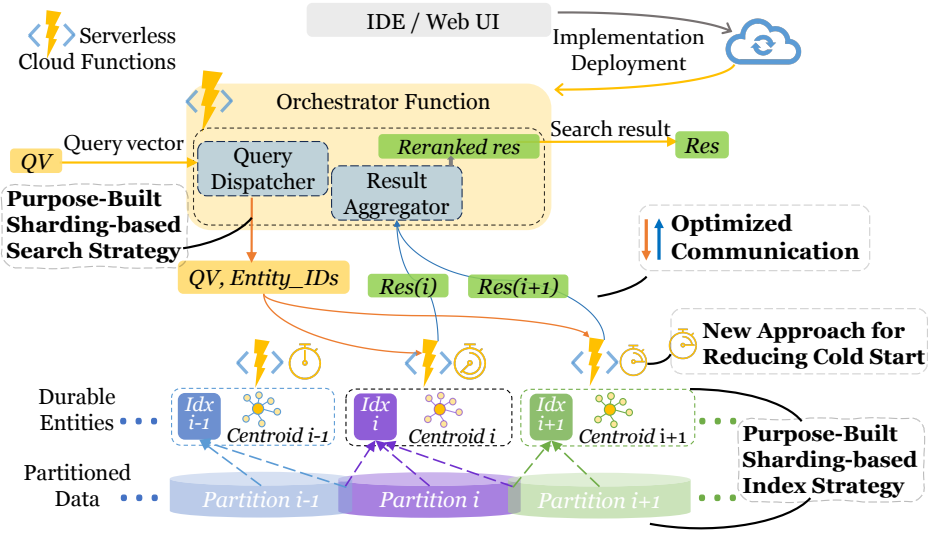 IDE / Web UI
Serverless
Cloud Functions
Implementation
Deployment
Orchestrator Function
Query vector
Search result
QV
Query
Dispatcher
Reranked res
Res
Result
Aggregator
Purpose-Built
Sharding-based
Search Strategy
Optimized
Communication
QV, Entity_IDs
Res(i)
Res(i+1)
New Approach for
Reducing Cold Start
Durable
Entities
Idx
i-1
Centroid i-1
Idx
i
Centroid i
Idx
i+1
Centroid i+1
Purpose-Built
Sharding-based
Index Strategy
Partitioned
Data
Partition i-1
Partition i
Partition i+1